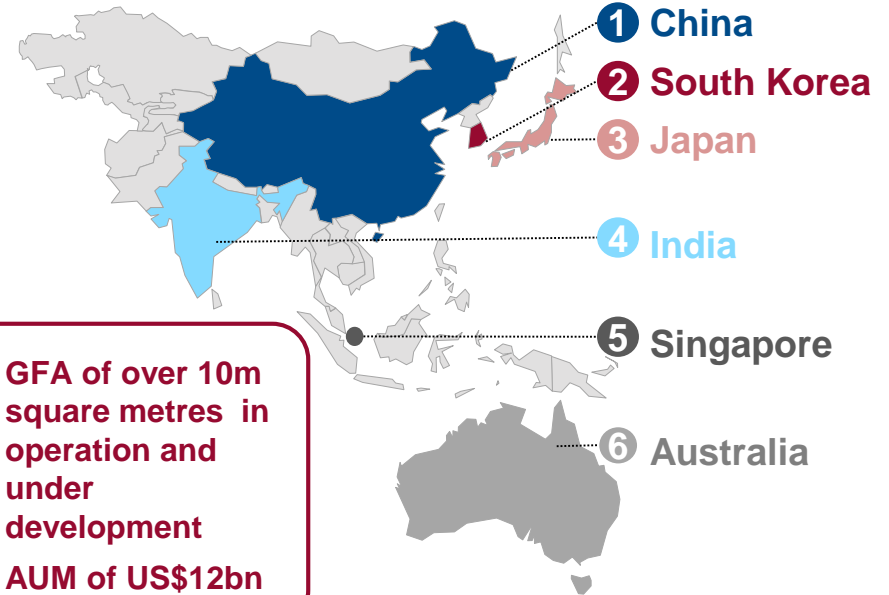 1 China
2 South Korea
3 Japan
4 India
5 Singapore
6 Australia
GFA of over 10m
square metres in
operation and
under
development
AUM of US$12bn